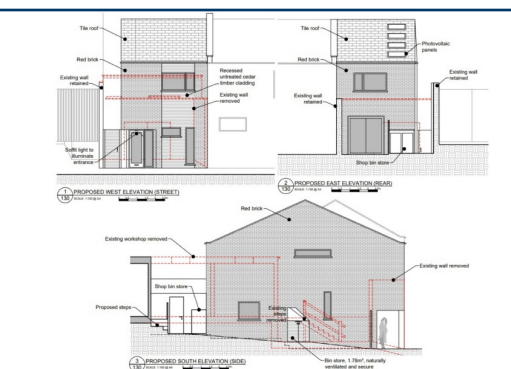 Tile roof
Red brick
Existing wall
retained
Recessed
untreated cedar
timber cladding
Existing wall
removed
Soffit light to
illuminate
entrance
1
130
PROPOSED WEST ELEVATION (STREET)
Tile roof
Photovoltaic
panels
Red brick
Existing wall
retained
Existing wall
retained
Shop bin store
2
130
PROPOSED EAST ELEVATION (REAR)
Red brick
Existing workshop removed
Existing wall removed
Shop bin store
Proposed steps
Existing
steps
removed
3
130
PROPOSED SOUTH ELEVATION (SIDE)
Bin store, 1.78m², naturally
ventilated and secure